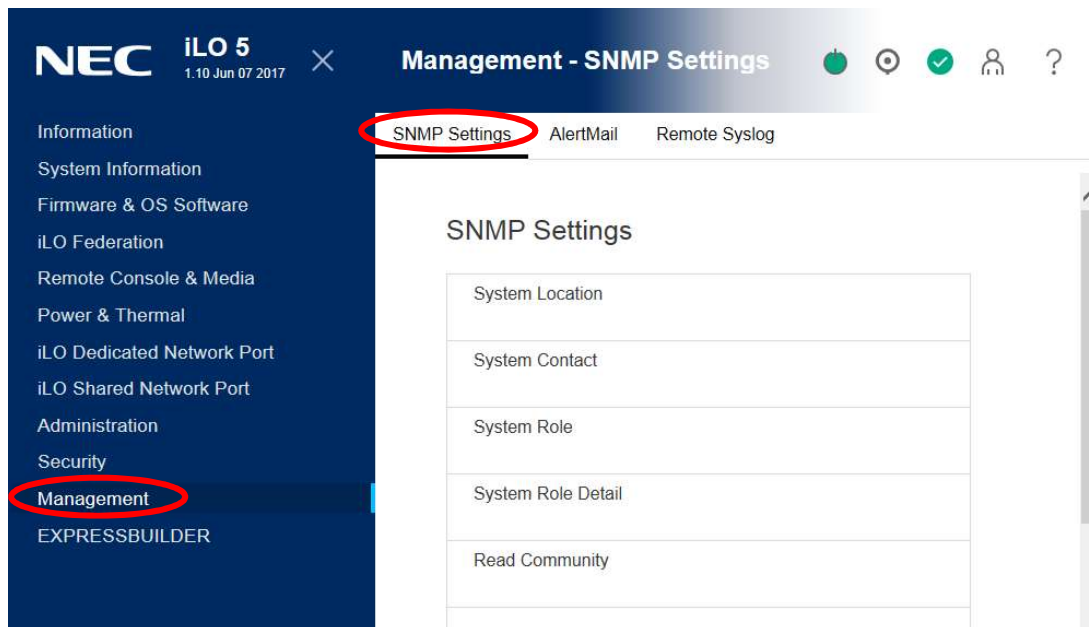 NEC
iLO 5
1.10 Jun 07 2017
Management - SNMP Settings
?
Information
System Information
Firmware & OS Software
iLO Federation
Remote Console & Media
Power & Thermal
iLO Dedicated Network Port
iLO Shared Network Port
Administration
Security
Management
EXPRESSBUILDER
SNMP Settings AlertMail Remote Syslog
SNMP Settings
System Location
System Contact
System Role
System Role Detail
Read Community